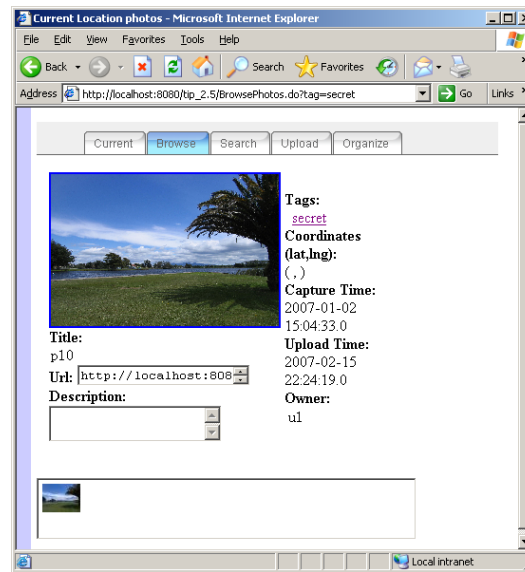 Current Location photos - Microsoft Internet Explorer
File Edit View Favorites Tools Help
Back Search Favorites
Address http://localhost:8080/tip_2.5/BrowsePhotos.do?tag=secret Go Links
Current Browse Search Upload Organize
Tags:
secret
Coordinates
(lat,lng):
( , )
Capture Time:
2007-01-02
15:04:33.0
Upload Time:
2007-02-15
22:24:19.0
Owner:
u1
Title:
p10
Url: http://localhost:808
Description:
Local intranet